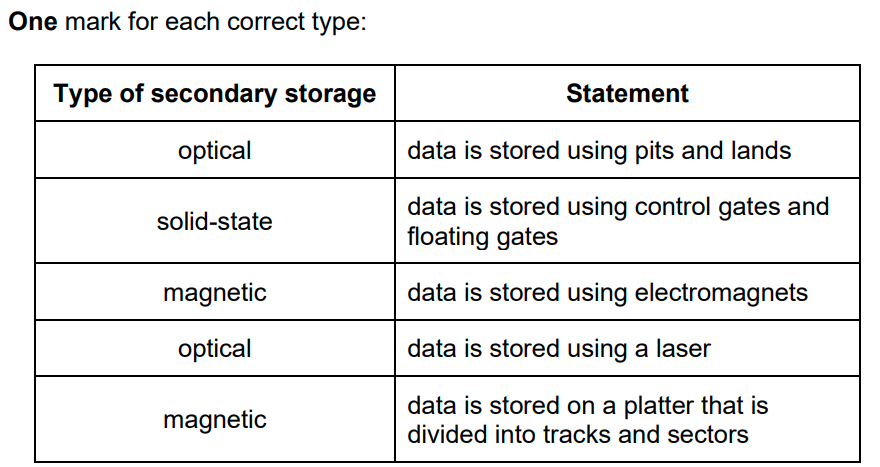 One mark for each correct type:
Type of secondary storage
Statement
optical
data is stored using pits and lands
solid-state
data is stored using control gates and
floating gates
magnetic
data is stored using electromagnets
optical
data is stored using a laser
magnetic
data is stored on a platter that is
divided into tracks and sectors